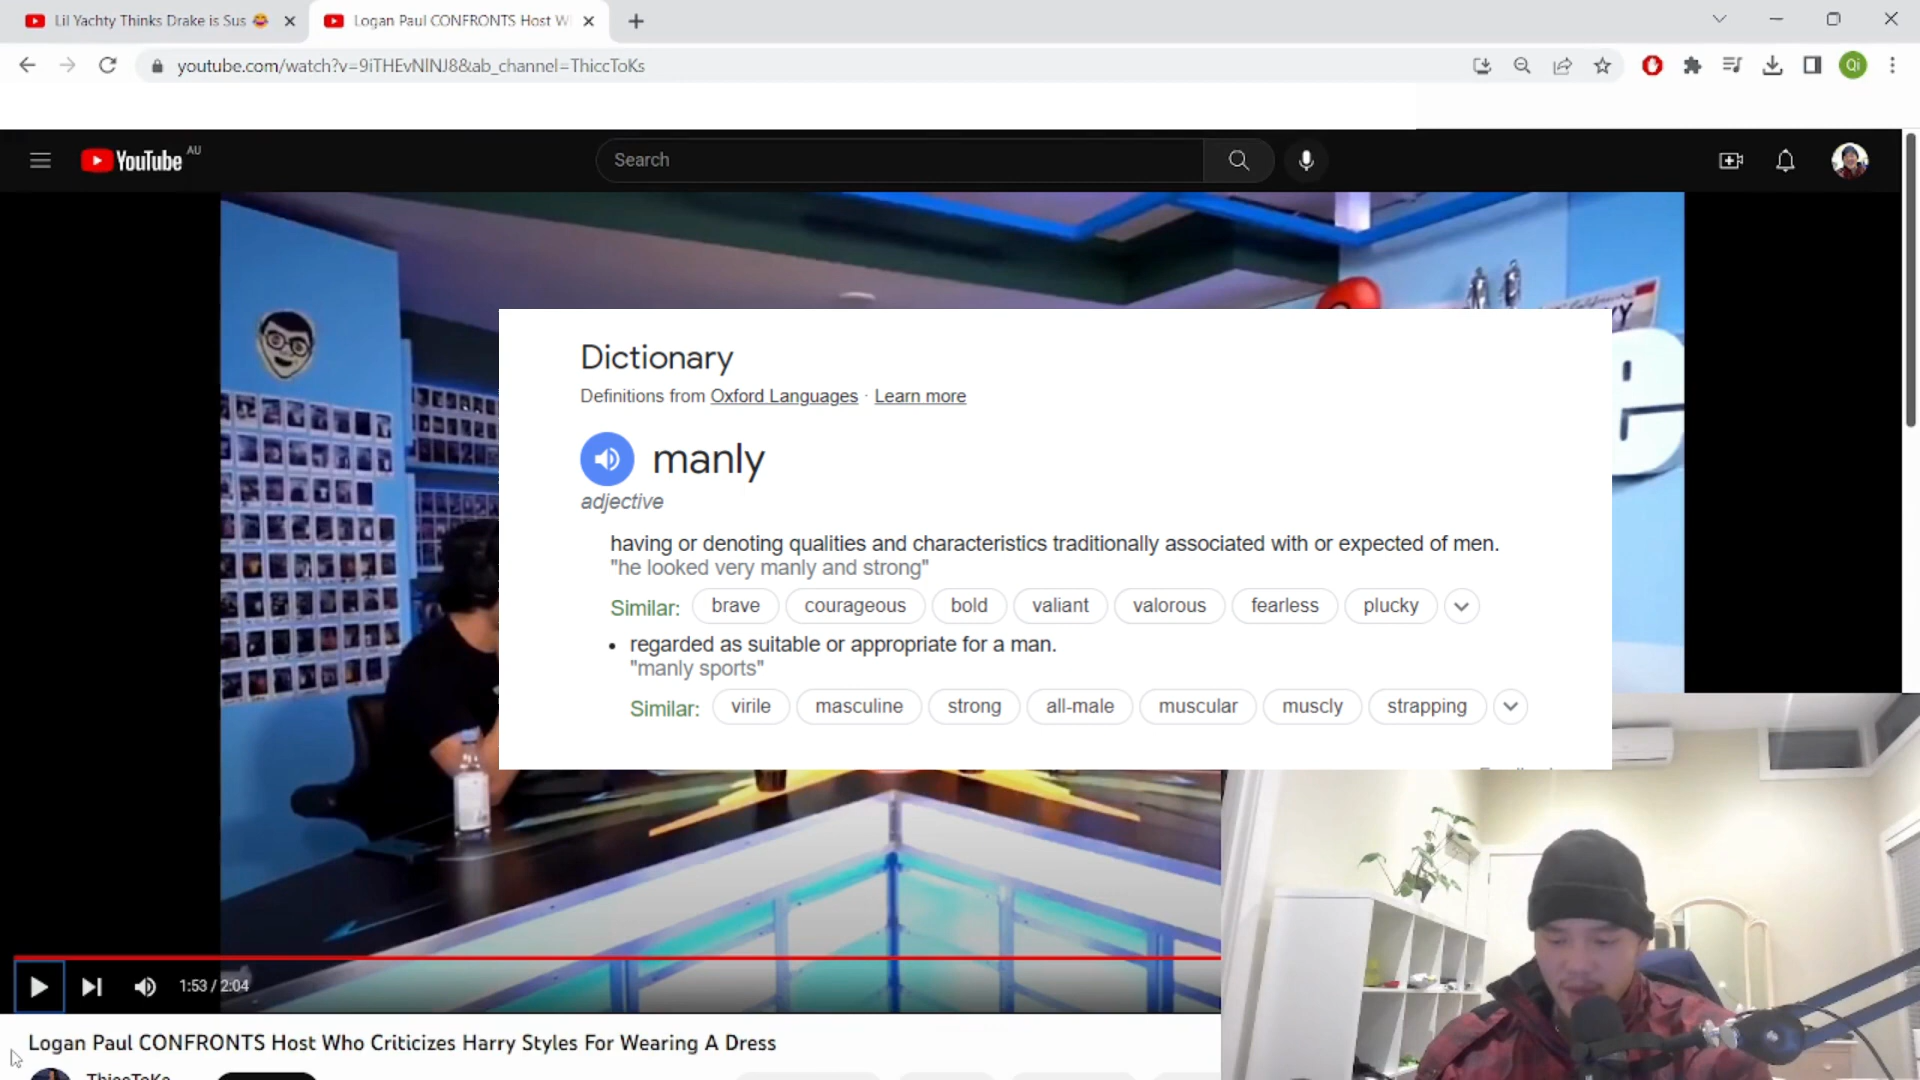 Lil Yachty Thinks Drake is Sus 😂
Logan Paul CONFRONTS Host W
youtube.com/watch?v=9iTHEvNlNJ8&ab_channel=ThiccToKs
Qi
YouTube AU
Search
Dictionary
Definitions from Oxford Languages · Learn more
manly
adjective
having or denoting qualities and characteristics traditionally associated with or expected of men.
"he looked very manly and strong"
Similar: brave courageous bold valiant valorous fearless plucky
• regarded as suitable or appropriate for a man.
"manly sports"
Similar: virile masculine strong all-male muscular muscly strapping
1:53 / 2:04
Logan Paul CONFRONTS Host Who Criticizes Harry Styles For Wearing A Dress
ThiccToKs